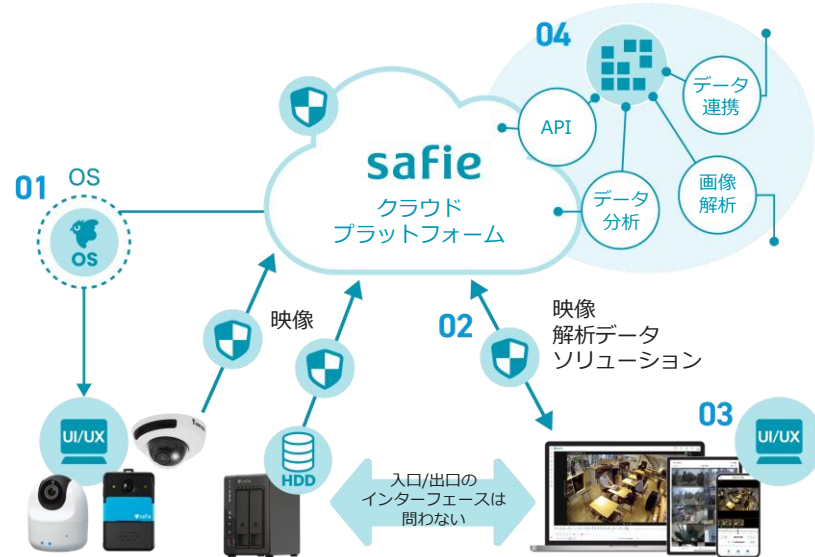 04
データ
連携
API
safie
クラウド
プラットフォーム
データ
分析
画像
解析
01
OS
OS
映像
02
映像
解析データ
ソリューション
03
UI/UX
UI/UX
HDD
入口/出口の
インターフェースは
問わない
safie
safie